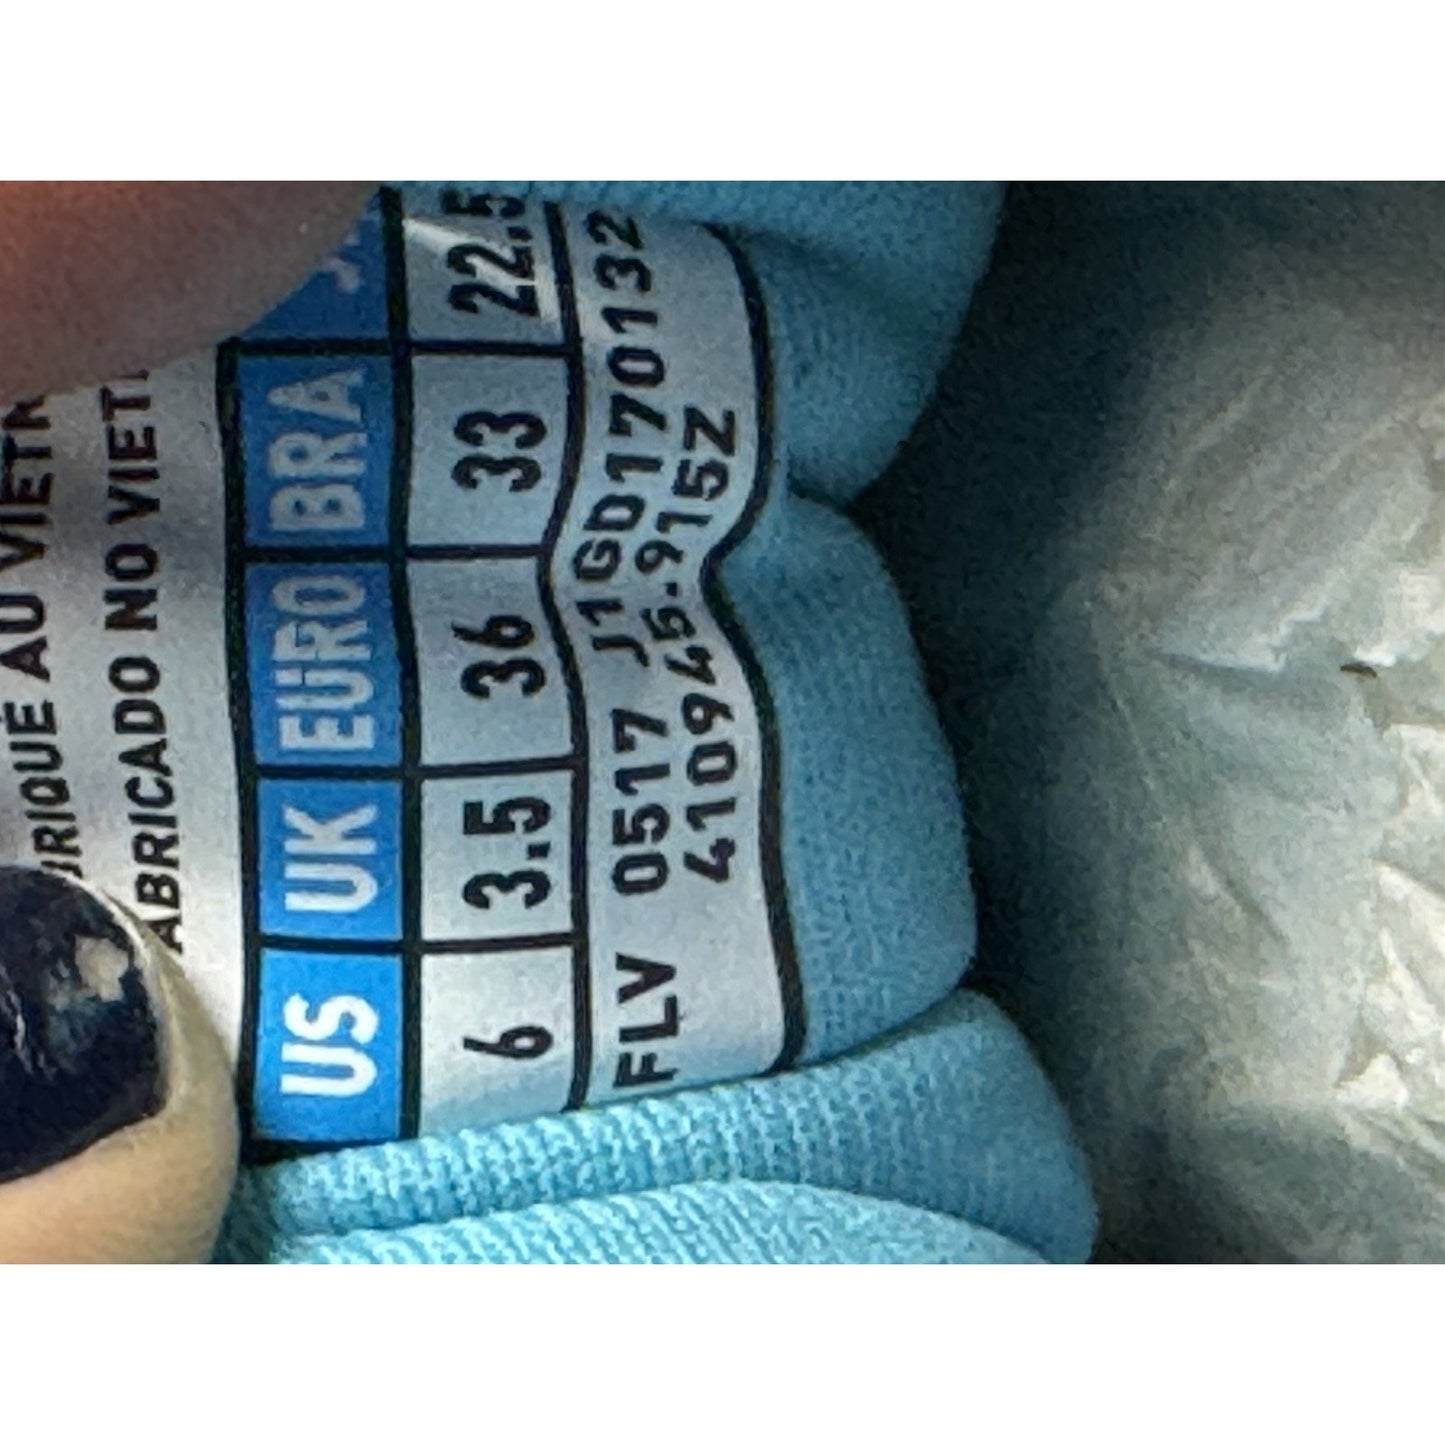 AU
ABRICADO NO VIET
US UK EURO BRA
6 3.5 36 33 22.5
FLV 0517 J1GD170132
410945-915Z